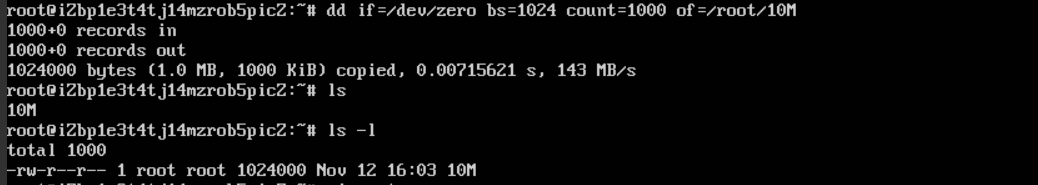 root@iZbp1e3t4tj14mzrob5picZ:~# dd if=/dev/zero bs=1024 count=1000 of=/root/10M
1000+0 records in
1000+0 records out
1024000 bytes (1.0 MB, 1000 KiB) copied, 0.00715621 s, 143 MB/s
root@iZbp1e3t4tj14mzrob5picZ:~# ls
10M
root@iZbp1e3t4tj14mzrob5picZ:~# ls -l
total 1000
-rw-r--r-- 1 root root 1024000 Nov 12 16:03 10M